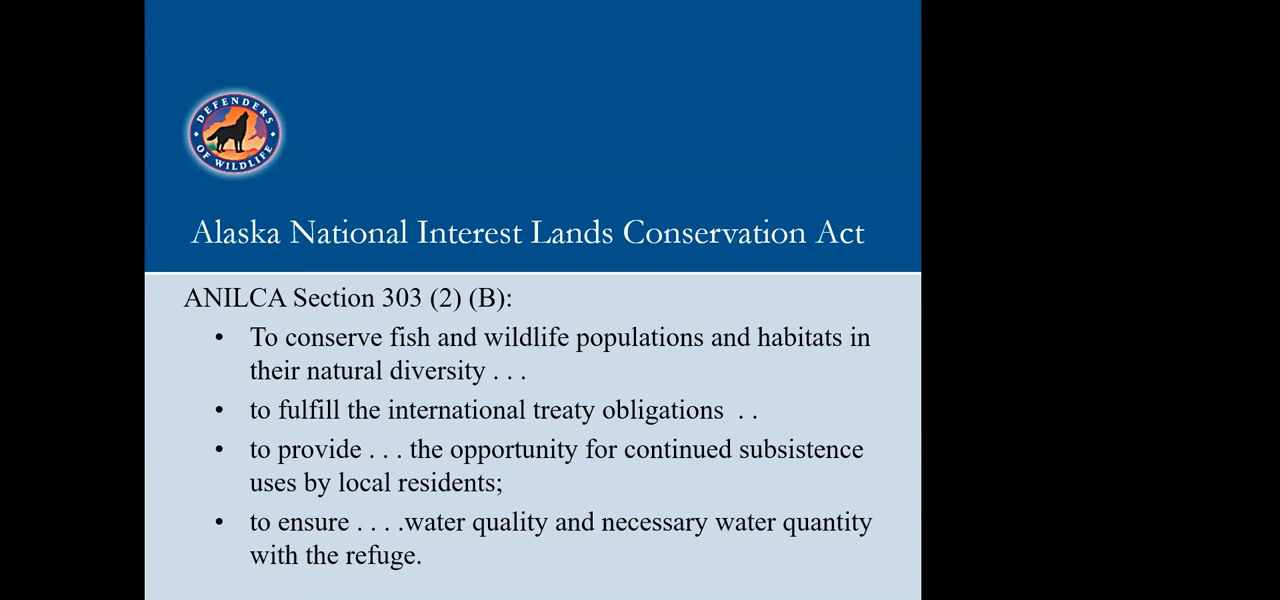 DEFENDERS
OF WILDLIFE
Alaska National Interest Lands Conservation Act
ANILCA Section 303 (2) (B):
• To conserve fish and wildlife populations and habitats in
their natural diversity . . .
• to fulfill the international treaty obligations  . .
• to provide . . . the opportunity for continued subsistence
uses by local residents;
• to ensure . . . .water quality and necessary water quantity
with the refuge.